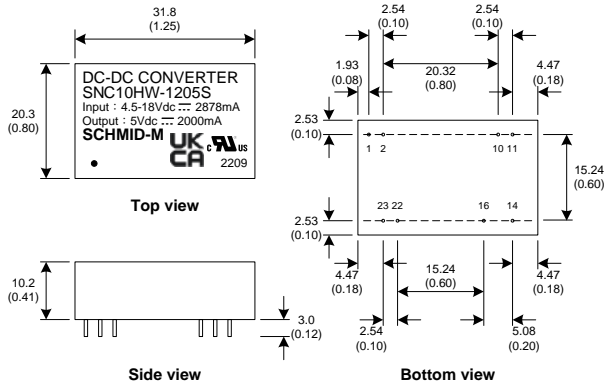 31.8
(1.25)
20.3
(0.80)
DC-DC CONVERTER
SNC10HW-1205S
Input : 4.5-18Vdc ⎓ 2878mA
Output : 5Vdc ⎓ 2000mA
SCHMID-M
UK
CA
c RU US
2209
Top view
10.2
(0.41)
3.0
(0.12)
Side view
2.54
(0.10)
2.54
(0.10)
1.93
(0.08)
20.32
(0.80)
4.47
(0.18)
2.53
(0.10)
1 2 10 11
15.24
(0.60)
23 22 16 14
2.53
(0.10)
4.47
(0.18)
15.24
(0.60)
4.47
(0.18)
2.54
(0.10)
5.08
(0.20)
Bottom view